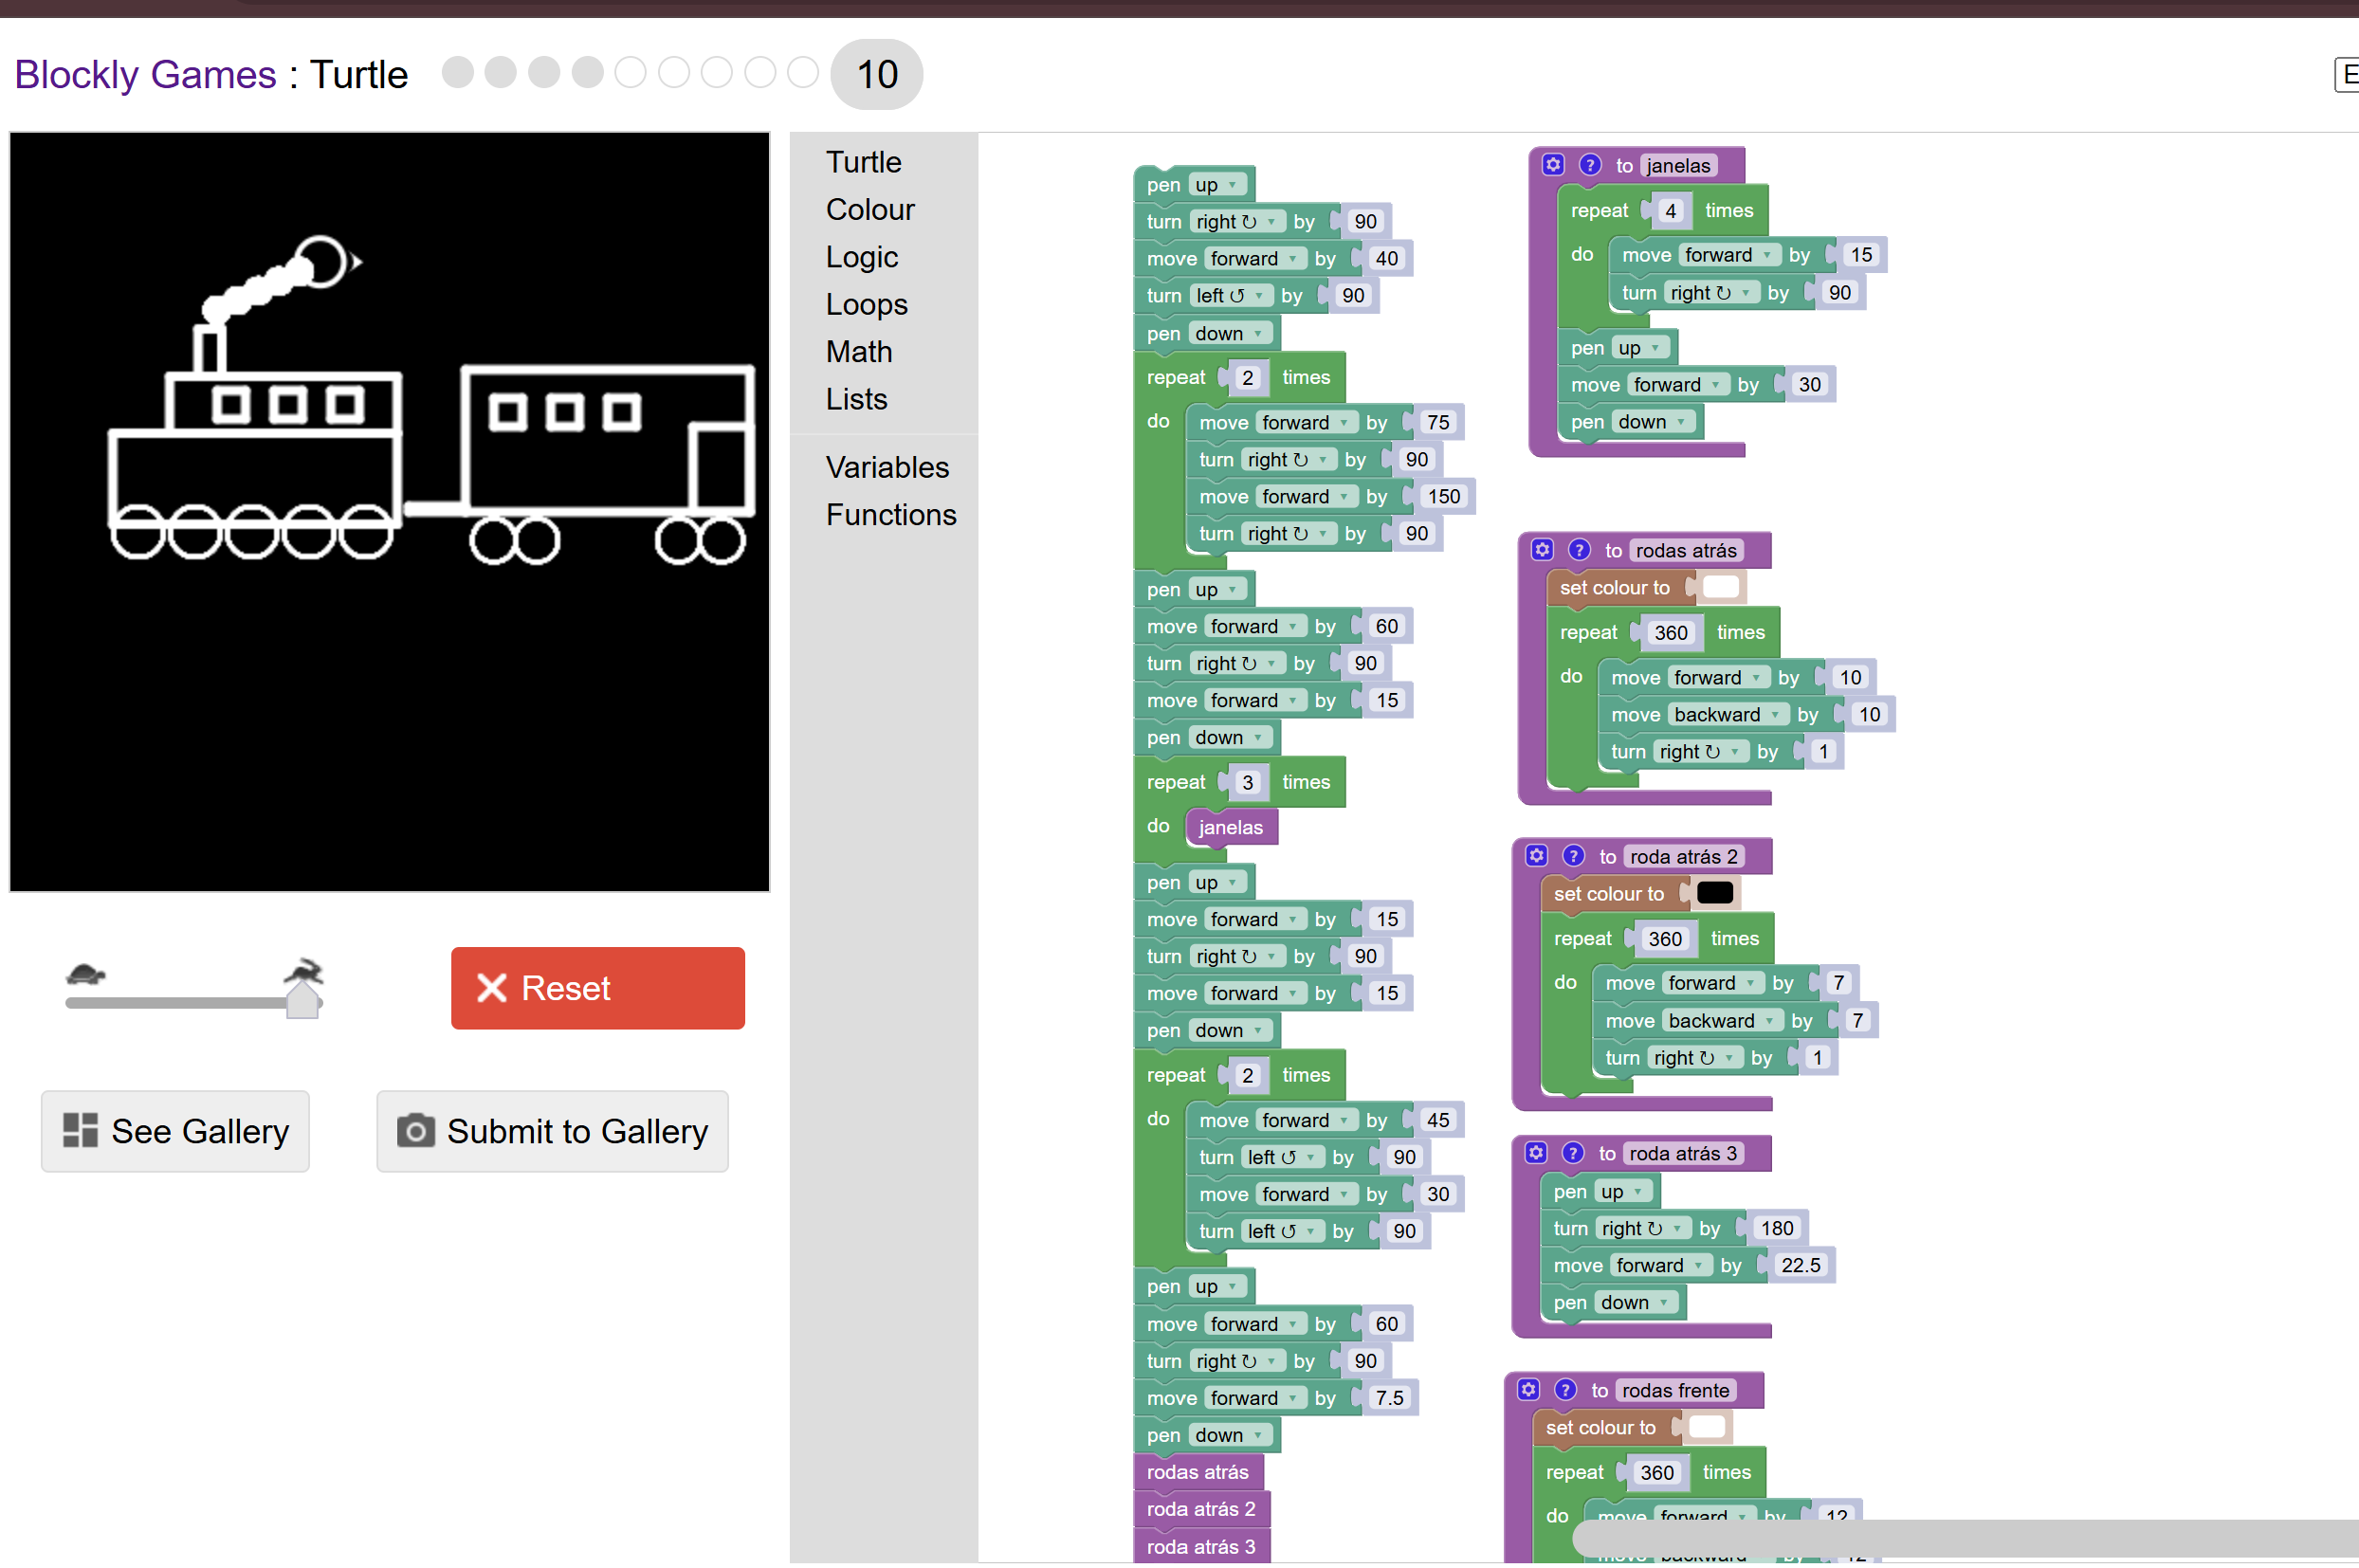 Blockly Games : Turtle 10
Turtle
Colour
Logic
Loops
Math
Lists
Variables
Functions
pen up
turn right ↻ by 90
move forward by 40
turn left ↺ by 90
pen down
repeat 2 times
do move forward by 75
turn right ↻ by 90
move forward by 150
turn right ↻ by 90
pen up
move forward by 60
turn right ↻ by 90
move forward by 15
pen down
repeat 3 times
do janelas
pen up
move forward by 15
turn right ↻ by 90
move forward by 15
pen down
repeat 2 times
do move forward by 45
turn left ↺ by 90
move forward by 30
turn left ↺ by 90
pen up
move forward by 60
turn right ↻ by 90
move forward by 7.5
pen down
rodas atrás
roda atrás 2
roda atrás 3
? to janelas
repeat 4 times
do move forward by 15
turn right ↻ by 90
pen up
move forward by 30
pen down
? to rodas atrás
set colour to
repeat 360 times
do move forward by 10
move backward by 10
turn right ↻ by 1
? to roda atrás 2
set colour to
repeat 360 times
do move forward by 7
move backward by 7
turn right ↻ by 1
? to roda atrás 3
pen up
turn right ↻ by 180
move forward by 22.5
pen down
? to rodas frente
set colour to
repeat 360 times
do move forward by 12
Reset
See Gallery
Submit to Gallery